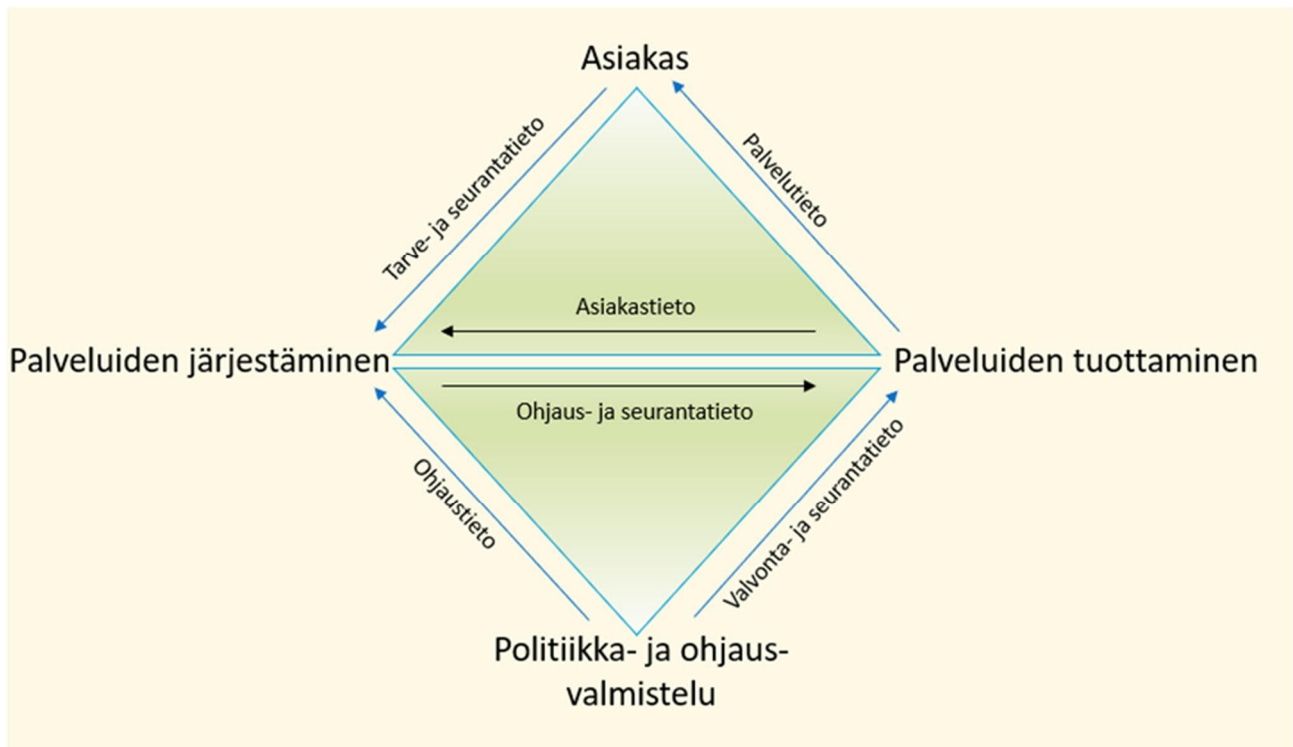 Asiakas
Tarve- ja seurantatieto
Palvelutieto
Asiakastieto
Palveluiden järjestäminen
Palveluiden tuottaminen
Ohjaus- ja seurantatieto
Ohjaustieto
Valvonta- ja seurantatieto
Politiikka- ja ohjaus-
valmistelu